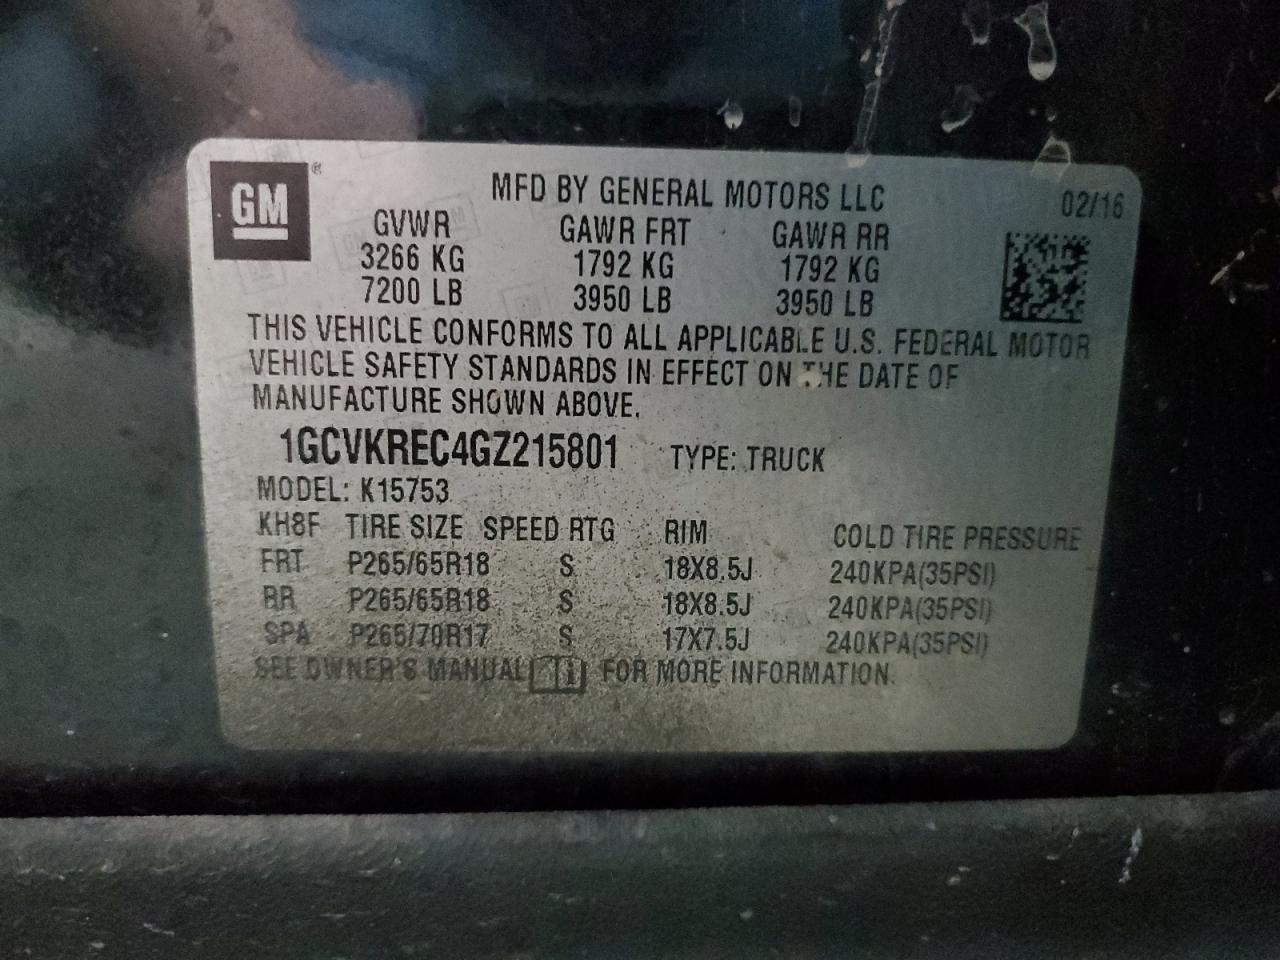 GM ®
MFD BY GENERAL MOTORS LLC 02/16
GVWR GAWR FRT GAWR RR
3266 KG 1792 KG 1792 KG
7200 LB 3950 LB 3950 LB
THIS VEHICLE CONFORMS TO ALL APPLICABLE U.S. FEDERAL MOTOR
VEHICLE SAFETY STANDARDS IN EFFECT ON THE DATE OF
MANUFACTURE SHOWN ABOVE.
1GCVKREC4GZ215801 TYPE: TRUCK
MODEL: K15753
KH8F TIRE SIZE SPEED RTG RIM COLD TIRE PRESSURE
FRT P265/65R18 S 18X8.5J 240KPA(35PSI)
RR P265/65R18 S 18X8.5J 240KPA(35PSI)
SPA P265/70R17 S 17X7.5J 240KPA(35PSI)
SEE OWNER'S MANUAL FOR MORE INFORMATION.